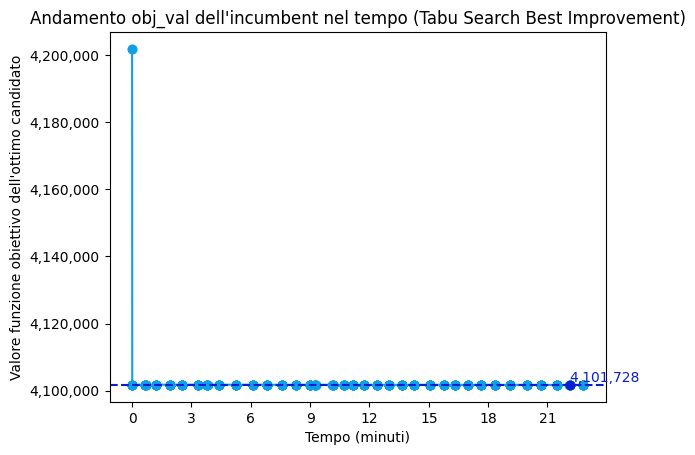 Andamento obj_val dell'incumbent nel tempo (Tabu Search Best Improvement)
Valore funzione obiettivo dell'ottimo candidato
4,200,000
4,180,000
4,160,000
4,140,000
4,120,000
4,100,000
4,101,728
0 3 6 9 12 15 18 21
Tempo (minuti)